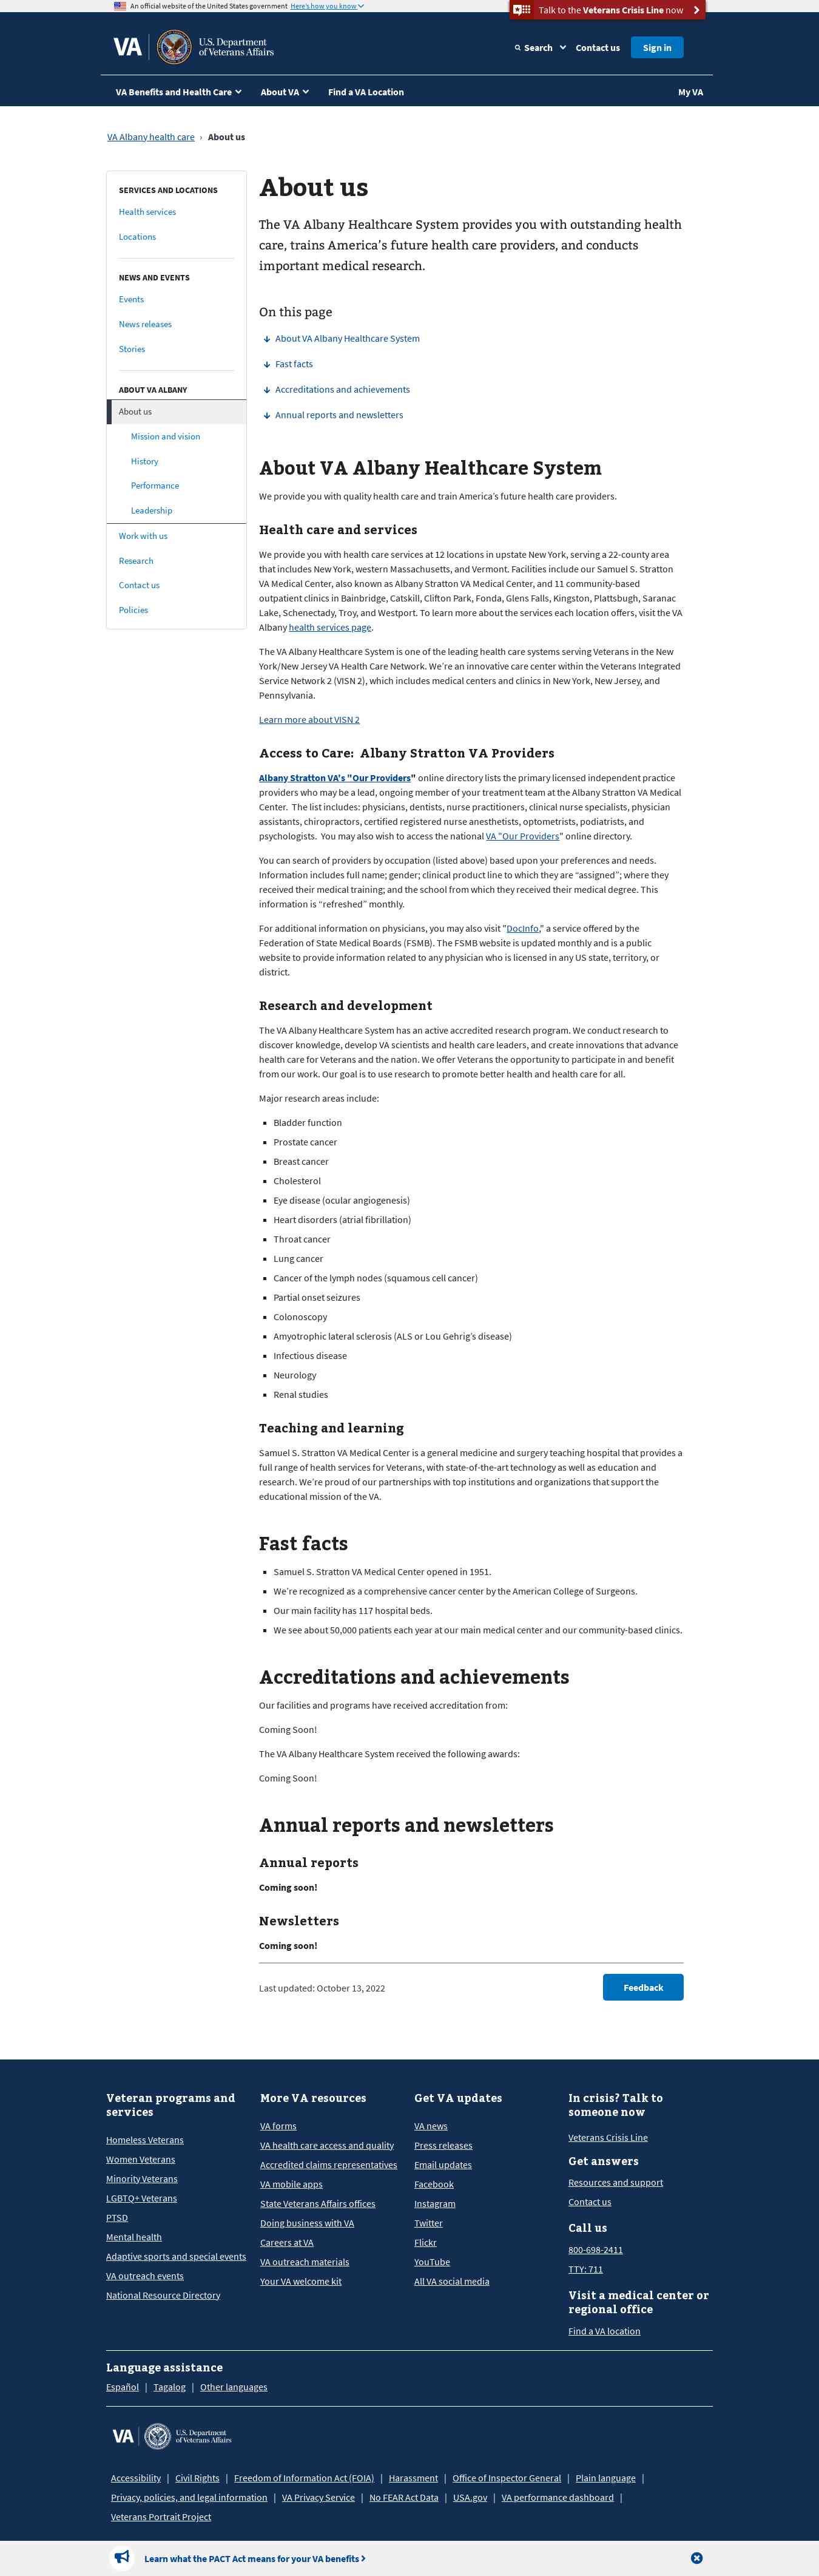 An official website of the United States government Here's how you know
Talk to the Veterans Crisis Line now
VA
U.S. Department
of Veterans Affairs
Search
Contact us
Sign in
VA Benefits and Health Care
About VA
Find a VA Location
My VA
VA Albany health care › About us
SERVICES AND LOCATIONS
Health services
Locations
NEWS AND EVENTS
Events
News releases
Stories
ABOUT VA ALBANY
About us
Mission and vision
History
Performance
Leadership
Work with us
Research
Contact us
Policies
About us
The VA Albany Healthcare System provides you with outstanding health
care, trains America’s future health care providers, and conducts
important medical research.
On this page
About VA Albany Healthcare System
Fast facts
Accreditations and achievements
Annual reports and newsletters
About VA Albany Healthcare System
We provide you with quality health care and train America’s future health care providers.
Health care and services
We provide you with health care services at 12 locations in upstate New York, serving a 22-county area
that includes New York, western Massachusetts, and Vermont. Facilities include our Samuel S. Stratton
VA Medical Center, also known as Albany Stratton VA Medical Center, and 11 community-based
outpatient clinics in Bainbridge, Catskill, Clifton Park, Fonda, Glens Falls, Kingston, Plattsbugh, Saranac
Lake, Schenectady, Troy, and Westport. To learn more about the services each location offers, visit the VA
Albany health services page.
The VA Albany Healthcare System is one of the leading health care systems serving Veterans in the New
York/New Jersey VA Health Care Network. We’re an innovative care center within the Veterans Integrated
Service Network 2 (VISN 2), which includes medical centers and clinics in New York, New Jersey, and
Pennsylvania.
Learn more about VISN 2
Access to Care:  Albany Stratton VA Providers
Albany Stratton VA's "Our Providers" online directory lists the primary licensed independent practice
providers who may be a lead, ongoing member of your treatment team at the Albany Stratton VA Medical
Center.  The list includes: physicians, dentists, nurse practitioners, clinical nurse specialists, physician
assistants, chiropractors, certified registered nurse anesthetists, optometrists, podiatrists, and
psychologists.  You may also wish to access the national VA "Our Providers" online directory.
You can search of providers by occupation (listed above) based upon your preferences and needs.
Information includes full name; gender; clinical product line to which they are “assigned”; where they
received their medical training; and the school from which they received their medical degree. This
information is “refreshed” monthly.
For additional information on physicians, you may also visit "DocInfo," a service offered by the
Federation of State Medical Boards (FSMB). The FSMB website is updated monthly and is a public
website to provide information related to any physician who is licensed in any US state, territory, or
district.
Research and development
The VA Albany Healthcare System has an active accredited research program. We conduct research to
discover knowledge, develop VA scientists and health care leaders, and create innovations that advance
health care for Veterans and the nation. We offer Veterans the opportunity to participate in and benefit
from our work. Our goal is to use research to promote better health and health care for all.
Major research areas include:
Bladder function
Prostate cancer
Breast cancer
Cholesterol
Eye disease (ocular angiogenesis)
Heart disorders (atrial fibrillation)
Throat cancer
Lung cancer
Cancer of the lymph nodes (squamous cell cancer)
Partial onset seizures
Colonoscopy
Amyotrophic lateral sclerosis (ALS or Lou Gehrig’s disease)
Infectious disease
Neurology
Renal studies
Teaching and learning
Samuel S. Stratton VA Medical Center is a general medicine and surgery teaching hospital that provides a
full range of health services for Veterans, with state-of-the-art technology as well as education and
research. We’re proud of our partnerships with top institutions and organizations that support the
educational mission of the VA.
Fast facts
Samuel S. Stratton VA Medical Center opened in 1951.
We’re recognized as a comprehensive cancer center by the American College of Surgeons.
Our main facility has 117 hospital beds.
We see about 50,000 patients each year at our main medical center and our community-based clinics.
Accreditations and achievements
Our facilities and programs have received accreditation from:
Coming Soon!
The VA Albany Healthcare System received the following awards:
Coming Soon!
Annual reports and newsletters
Annual reports
Coming soon!
Newsletters
Coming soon!
Last updated: October 13, 2022
Feedback
Veteran programs and
services
Homeless Veterans
Women Veterans
Minority Veterans
LGBTQ+ Veterans
PTSD
Mental health
Adaptive sports and special events
VA outreach events
National Resource Directory
More VA resources
VA forms
VA health care access and quality
Accredited claims representatives
VA mobile apps
State Veterans Affairs offices
Doing business with VA
Careers at VA
VA outreach materials
Your VA welcome kit
Get VA updates
VA news
Press releases
Email updates
Facebook
Instagram
Twitter
Flickr
YouTube
All VA social media
In crisis? Talk to
someone now
Veterans Crisis Line
Get answers
Resources and support
Contact us
Call us
800-698-2411
TTY: 711
Visit a medical center or
regional office
Find a VA location
Language assistance
Español | Tagalog | Other languages
VA
U.S. Department
of Veterans Affairs
Accessibility | Civil Rights | Freedom of Information Act (FOIA) | Harassment | Office of Inspector General | Plain language |
Privacy, policies, and legal information | VA Privacy Service | No FEAR Act Data | USA.gov | VA performance dashboard |
Veterans Portrait Project
Learn what the PACT Act means for your VA benefits